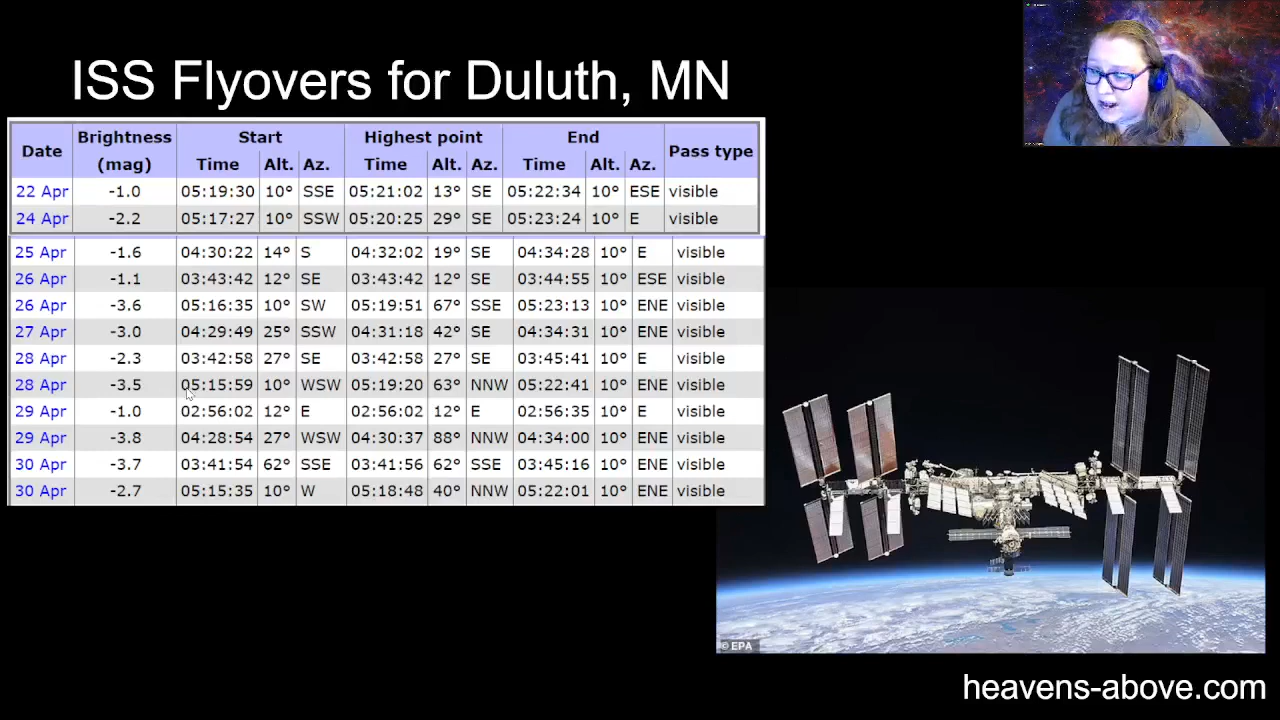 ISS Flyovers for Duluth, MN
Date Brightness (mag) Start Highest point End Pass type
Time Alt. Az. Time Alt. Az. Time Alt. Az.
22 Apr -1.0 05:19:30 10° SSE 05:21:02 13° SE 05:22:34 10° ESE visible
24 Apr -2.2 05:17:27 10° SSW 05:20:25 29° SE 05:23:24 10° E visible
25 Apr -1.6 04:30:22 14° S 04:32:02 19° SE 04:34:28 10° E visible
26 Apr -1.1 03:43:42 12° SE 03:43:42 12° SE 03:44:55 10° ESE visible
26 Apr -3.6 05:16:35 10° SW 05:19:51 67° SSE 05:23:13 10° ENE visible
27 Apr -3.0 04:29:49 25° SSW 04:31:18 42° SE 04:34:31 10° ENE visible
28 Apr -2.3 03:42:58 27° SE 03:42:58 27° SE 03:45:41 10° E visible
28 Apr -3.5 05:15:59 10° WSW 05:19:20 63° NNW 05:22:41 10° ENE visible
29 Apr -1.0 02:56:02 12° E 02:56:02 12° E 02:56:35 10° E visible
29 Apr -3.8 04:28:54 27° WSW 04:30:37 88° NNW 04:34:00 10° ENE visible
30 Apr -3.7 03:41:54 62° SSE 03:41:56 62° SSE 03:45:16 10° ENE visible
30 Apr -2.7 05:15:35 10° W 05:18:48 40° NNW 05:22:01 10° ENE visible
© EPA
heavens-above.com